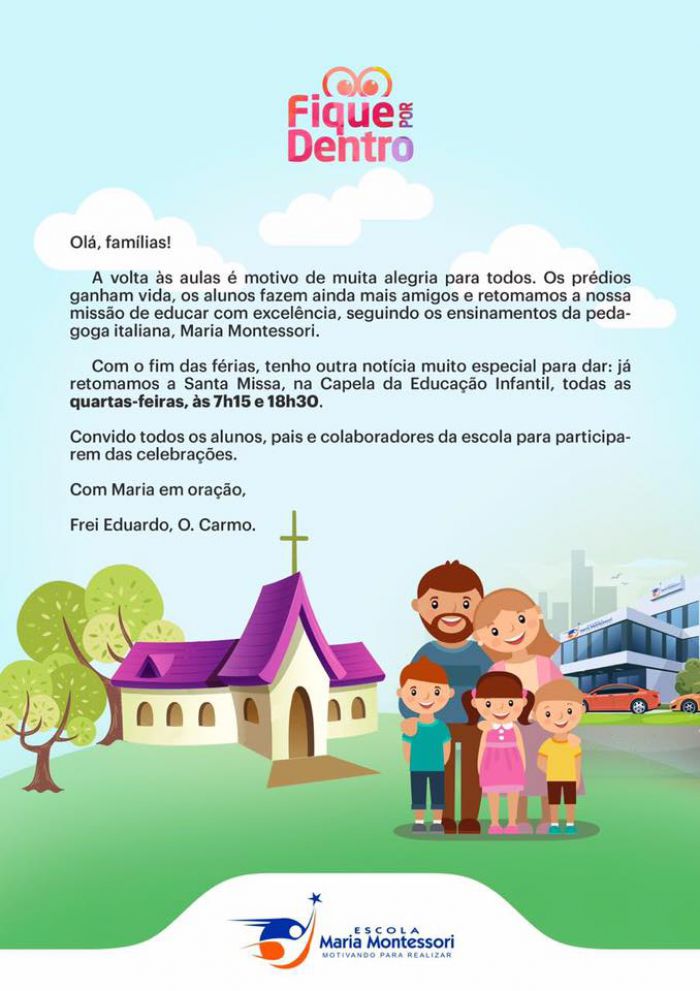 Fique POR
Dentro
Olá, famílias!
A volta às aulas é motivo de muita alegria para todos. Os prédios
ganham vida, os alunos fazem ainda mais amigos e retomamos a nossa
missão de educar com excelência, seguindo os ensinamentos da peda-
goga italiana, Maria Montessori.
Com o fim das férias, tenho outra notícia muito especial para dar: já
retomamos a Santa Missa, na Capela da Educação Infantil, todas as
quartas-feiras, às 7h15 e 18h30.
Convido todos os alunos, pais e colaboradores da escola para participa-
rem das celebrações.
Com Maria em oração,
Frei Eduardo, O. Carmo.
Maria Montessori
ESCOLA
Maria Montessori
MOTIVANDO PARA REALIZAR